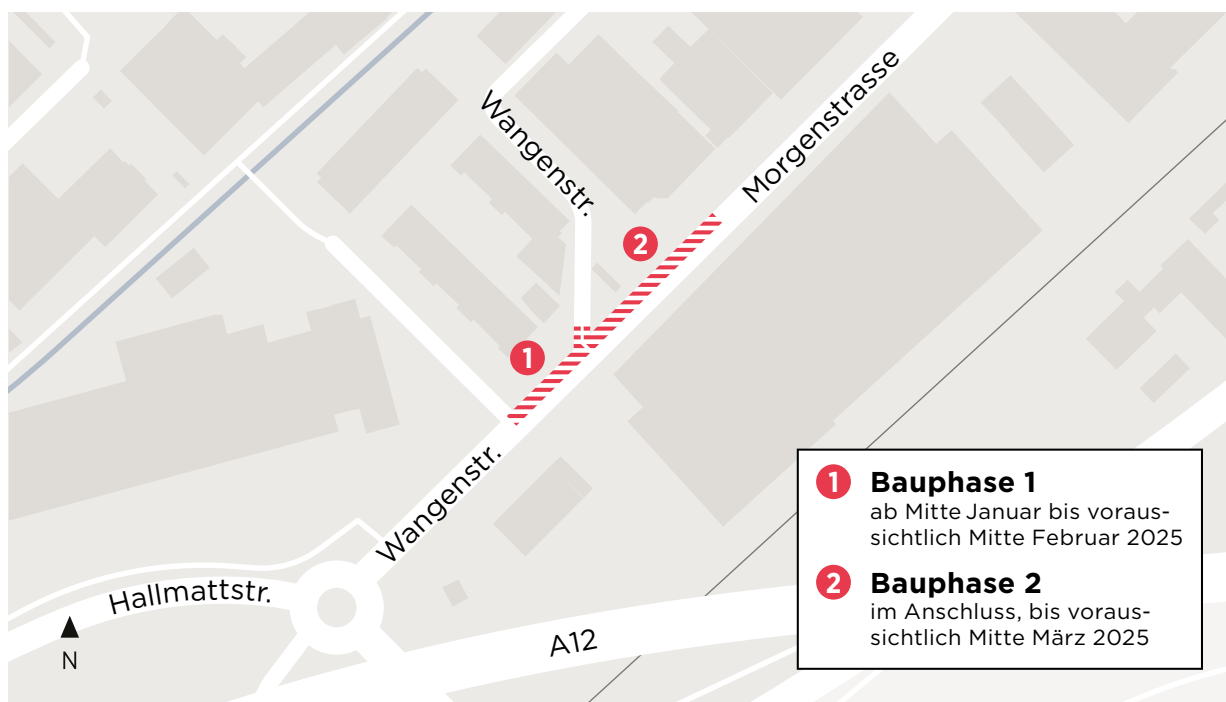 Wangenstr.
Morgenstrasse
2
1
Wangenstr.
Hallmattstr.
A12
N
1 Bauphase 1
ab Mitte Januar bis voraus-
sichtlich Mitte Februar 2025
2 Bauphase 2
im Anschluss, bis voraus-
sichtlich Mitte März 2025